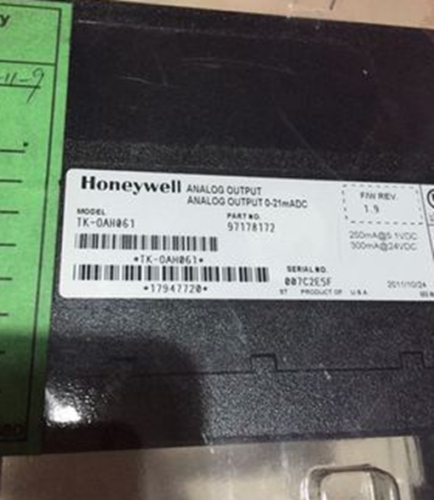 Honeywell ANALOG OUTPUT
ANALOG OUTPUT 0-21mADC
MODEL
TK-OAH061
PART NO.
97178172
F/W REV.
1.9
250mA@5.1VDC
300mA@24VDC
*TK-OAH061*
*17947720*
SERIAL NO.
007C2E5F
ST PRODUCT OF U.S.A
2011/10/24